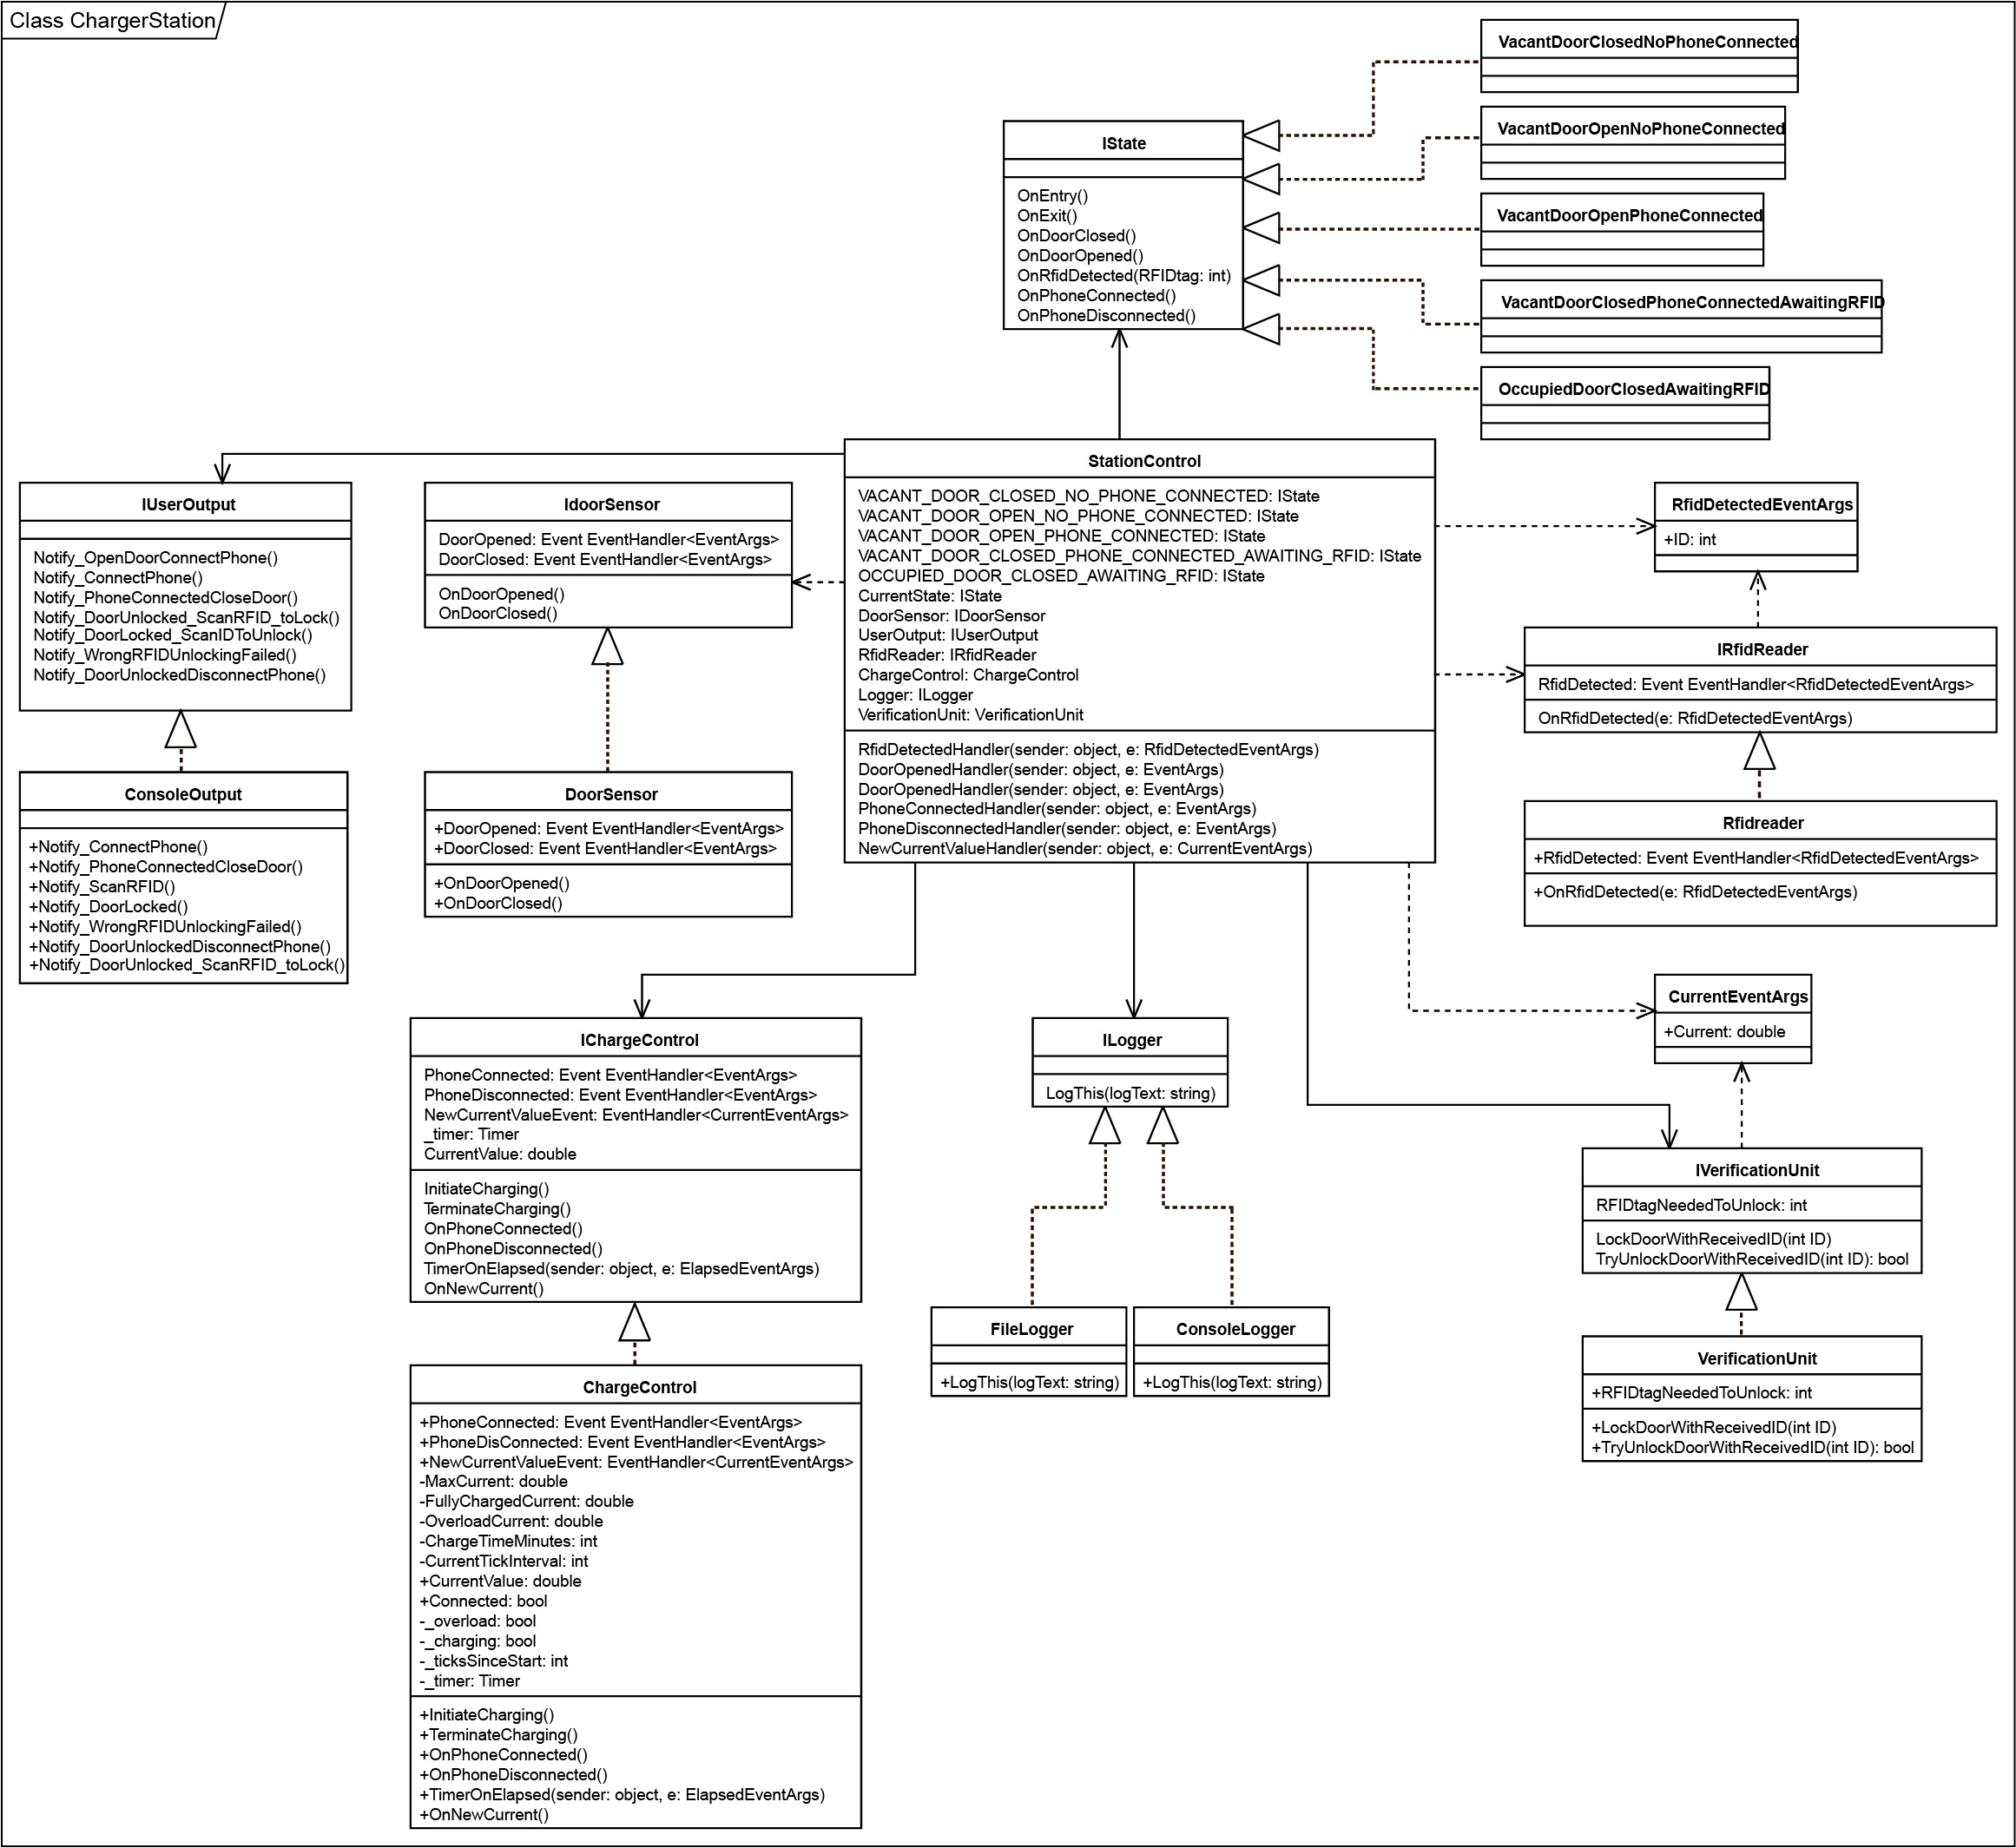 Class ChargerStation
VacantDoorClosedNoPhoneConnected
VacantDoorOpenNoPhoneConnected
VacantDoorOpenPhoneConnected
VacantDoorClosedPhoneConnectedAwaitingRFID
OccupiedDoorClosedAwaitingRFID
IState
OnEntry()
OnExit()
OnDoorClosed()
OnDoorOpened()
OnRfidDetected(RFIDtag: int)
OnPhoneConnected()
OnPhoneDisconnected()
IUserOutput
Notify_OpenDoorConnectPhone()
Notify_ConnectPhone()
Notify_PhoneConnectedCloseDoor()
Notify_DoorUnlocked_ScanRFID_toLock()
Notify_DoorLocked_ScanIDToUnlock()
Notify_WrongRFIDUnlockingFailed()
Notify_DoorUnlockedDisconnectPhone()
ConsoleOutput
+Notify_ConnectPhone()
+Notify_PhoneConnectedCloseDoor()
+Notify_ScanRFID()
+Notify_DoorLocked()
+Notify_WrongRFIDUnlockingFailed()
+Notify_DoorUnlockedDisconnectPhone()
+Notify_DoorUnlocked_ScanRFID_toLock()
IdoorSensor
DoorOpened: Event EventHandler<EventArgs>
DoorClosed: Event EventHandler<EventArgs>
OnDoorOpened()
OnDoorClosed()
DoorSensor
+DoorOpened: Event EventHandler<EventArgs>
+DoorClosed: Event EventHandler<EventArgs>
+OnDoorOpened()
+OnDoorClosed()
StationControl
VACANT_DOOR_CLOSED_NO_PHONE_CONNECTED: IState
VACANT_DOOR_OPEN_NO_PHONE_CONNECTED: IState
VACANT_DOOR_OPEN_PHONE_CONNECTED: IState
VACANT_DOOR_CLOSED_PHONE_CONNECTED_AWAITING_RFID: IState
OCCUPIED_DOOR_CLOSED_AWAITING_RFID: IState
CurrentState: IState
DoorSensor: IDoorSensor
UserOutput: IUserOutput
RfidReader: IRfidReader
ChargeControl: ChargeControl
Logger: ILogger
VerificationUnit: VerificationUnit
RfidDetectedHandler(sender: object, e: RfidDetectedEventArgs)
DoorOpenedHandler(sender: object, e: EventArgs)
DoorOpenedHandler(sender: object, e: EventArgs)
PhoneConnectedHandler(sender: object, e: EventArgs)
PhoneDisconnectedHandler(sender: object, e: EventArgs)
NewCurrentValueHandler(sender: object, e: CurrentEventArgs)
RfidDetectedEventArgs
+ID: int
IRfidReader
RfidDetected: Event EventHandler<RfidDetectedEventArgs>
OnRfidDetected(e: RfidDetectedEventArgs)
Rfidreader
+RfidDetected: Event EventHandler<RfidDetectedEventArgs>
+OnRfidDetected(e: RfidDetectedEventArgs)
ICHargeControl
PhoneConnected: Event EventHandler<EventArgs>
PhoneDisconnected: Event EventHandler<EventArgs>
NewCurrentValueEvent: EventHandler<CurrentEventArgs>
_timer: Timer
CurrentValue: double
InitiateCharging()
TerminateCharging()
OnPhoneConnected()
OnPhoneDisconnected()
TimerOnElapsed(sender: object, e: ElapsedEventArgs)
OnNewCurrent()
ChargeControl
+PhoneConnected: Event EventHandler<EventArgs>
+PhoneDisConnected: Event EventHandler<EventArgs>
+NewCurrentValueEvent: EventHandler<CurrentEventArgs>
-MaxCurrent: double
-FullyChargedCurrent: double
-OverloadCurrent: double
-ChargeTimeMinutes: int
-CurrentTickInterval: int
+CurrentValue: double
+Connected: bool
-_overload: bool
-_charging: bool
-_ticksSinceStart: int
-_timer: Timer
+InitiateCharging()
+TerminateCharging()
+OnPhoneConnected()
+OnPhoneDisconnected()
+TimerOnElapsed(sender: object, e: ElapsedEventArgs)
+OnNewCurrent()
ILogger
LogThis(logText: string)
FileLogger
+LogThis(logText: string)
ConsoleLogger
+LogThis(logText: string)
CurrentEventArgs
+Current: double
IVerificationUnit
RFIDtagNeededToUnlock: int
LockDoorWithReceivedID(int ID)
TryUnlockDoorWithReceivedID(int ID): bool
VerificationUnit
+RFIDtagNeededToUnlock: int
+LockDoorWithReceivedID(int ID)
+TryUnlockDoorWithReceivedID(int ID): bool